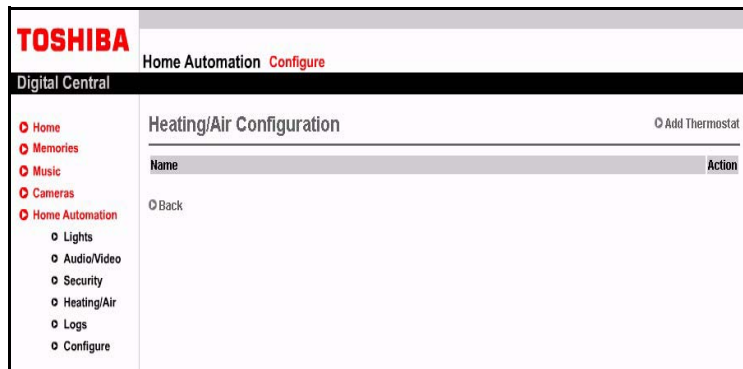 TOSHIBA
Home Automation Configure
Digital Central
Home
Memories
Music
Cameras
Home Automation
Lights
Audio/Video
Security
Heating/Air
Logs
Configure
Heating/Air Configuration
Add Thermostat
Name Action
Back